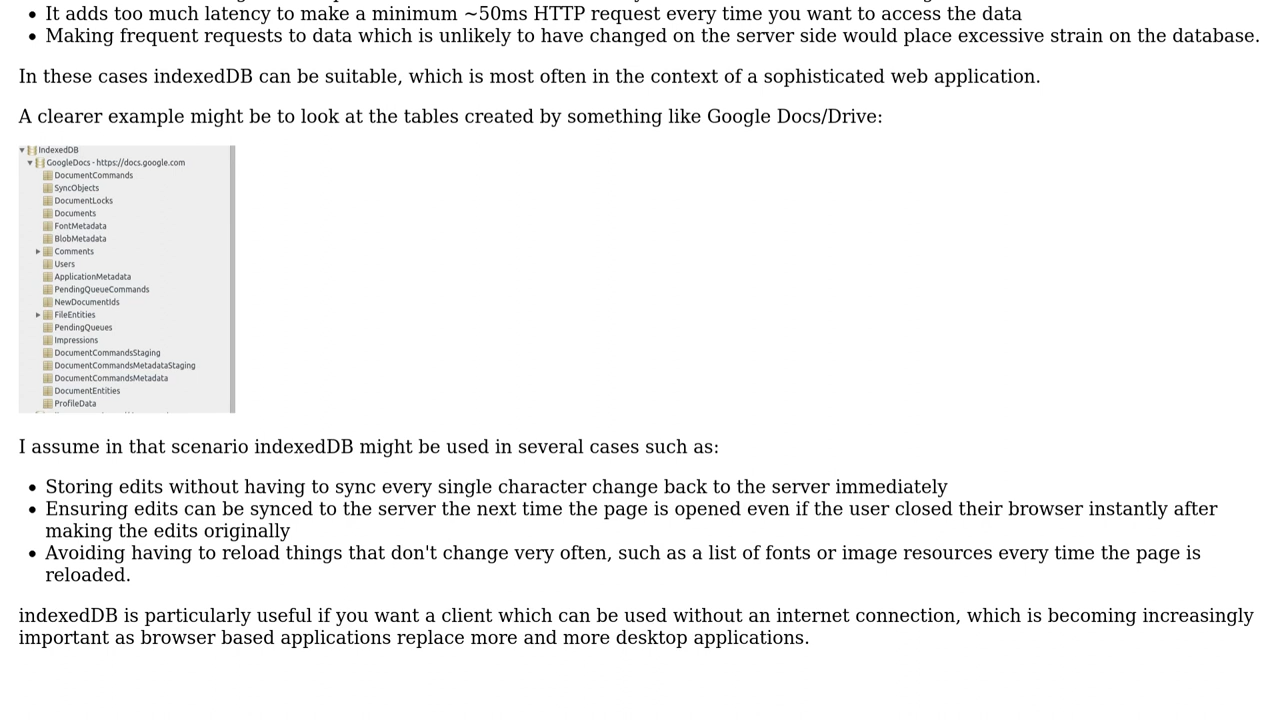 It adds too much latency to make a minimum ~50ms HTTP request every time you want to access the data
Making frequent requests to data which is unlikely to have changed on the server side would place excessive strain on the database.
In these cases indexedDB can be suitable, which is most often in the context of a sophisticated web application.
A clearer example might be to look at the tables created by something like Google Docs/Drive:
IndexedDB
GoogleDocs - https://docs.google.com
DocumentCommands
SyncObjects
DocumentLocks
Documents
FontMetadata
BlobMetadata
Comments
Users
ApplicationMetadata
PendingQueueCommands
NewDocumentIds
FileEntities
PendingQueues
Impressions
DocumentCommandsStaging
DocumentCommandsMetadataStaging
DocumentCommandsMetadata
DocumentEntities
ProfileData
I assume in that scenario indexedDB might be used in several cases such as:
Storing edits without having to sync every single character change back to the server immediately
Ensuring edits can be synced to the server the next time the page is opened even if the user closed their browser instantly after
making the edits originally
Avoiding having to reload things that don't change very often, such as a list of fonts or image resources every time the page is
reloaded.
indexedDB is particularly useful if you want a client which can be used without an internet connection, which is becoming increasingly
important as browser based applications replace more and more desktop applications.